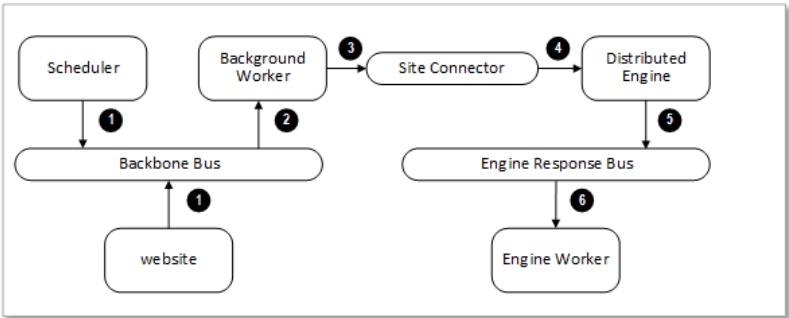 Scheduler
Background
Worker
3
Site Connector
4
Distributed
Engine
1
2
5
Backbone Bus
Engine Response Bus
1
6
website
Engine Worker